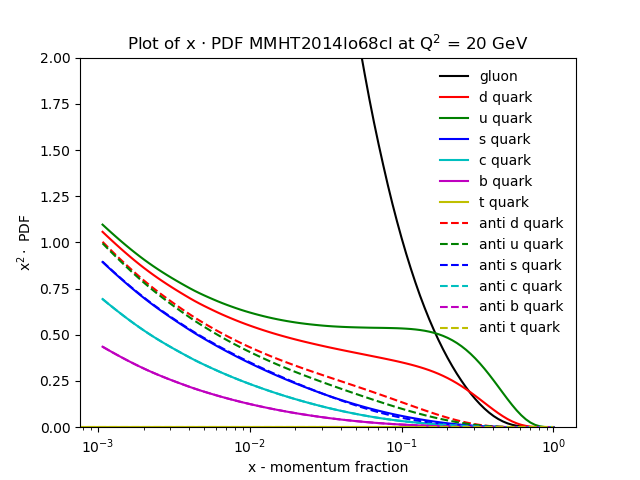 Plot of x · PDF MMHT2014lo68cl at Q² = 20 GeV
2.00
1.75
1.50
1.25
1.00
0.75
0.50
0.25
0.00
x² · PDF
gluon
d quark
u quark
s quark
c quark
b quark
t quark
anti d quark
anti u quark
anti s quark
anti c quark
anti b quark
anti t quark
10⁻³ 10⁻² 10⁻¹ 10⁰
x - momentum fraction